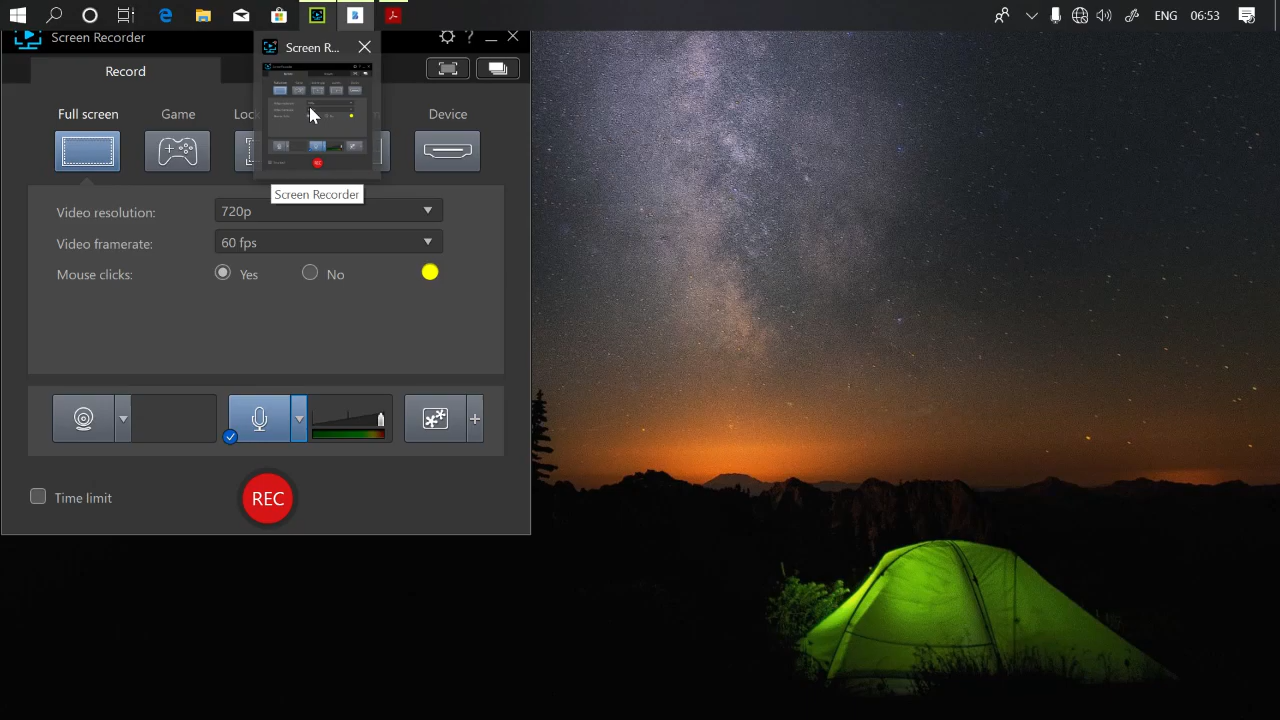 ENG 06:53
Screen Recorder
Screen R...
Record
Full screen
Game
Loc
Device
Screen Recorder
Video resolution:
720p
Video framerate:
60 fps
Mouse clicks:
Yes
No
Time limit
REC
REC